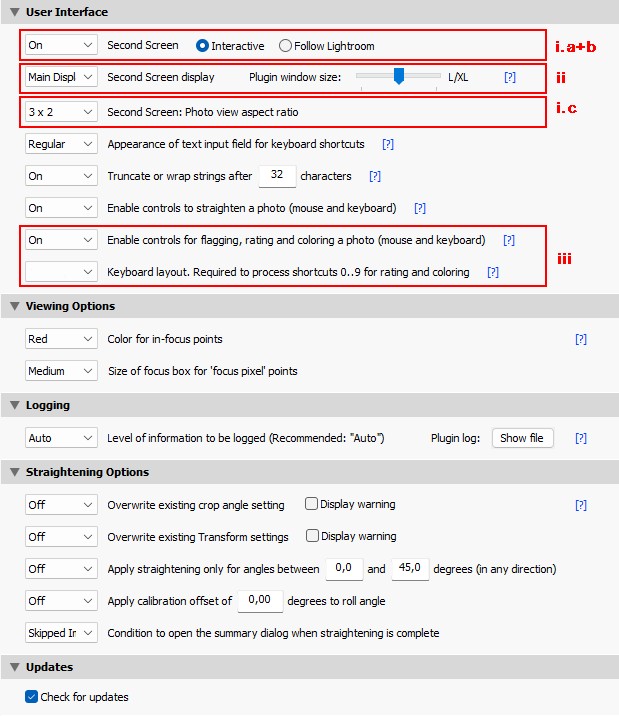 User Interface
On Second Screen Interactive Follow Lightroom i.a+b
Main Displ Second Screen display Plugin window size: L/XL [?] ii
3 x 2 Second Screen: Photo view aspect ratio i.c
Regular Appearance of text input field for keyboard shortcuts [?]
On Truncate or wrap strings after 32 characters [?]
On Enable controls to straighten a photo (mouse and keyboard) [?]
On Enable controls for flagging, rating and coloring a photo (mouse and keyboard) [?]
iii
Keyboard layout. Required to process shortcuts 0..9 for rating and coloring [?]
Viewing Options
Red Color for in-focus points [?]
Medium Size of focus box for 'focus pixel' points
Logging
Auto Level of information to be logged (Recommended: "Auto") Plugin log: Show file [?]
Straightening Options
Off Overwrite existing crop angle setting Display warning [?]
Off Overwrite existing Transform settings Display warning
Off Apply straightening only for angles between 0,0 and 45,0 degrees (in any direction)
Off Apply calibration offset of 0,00 degrees to roll angle
Skipped Ir Condition to open the summary dialog when straightening is complete
Updates
Check for updates